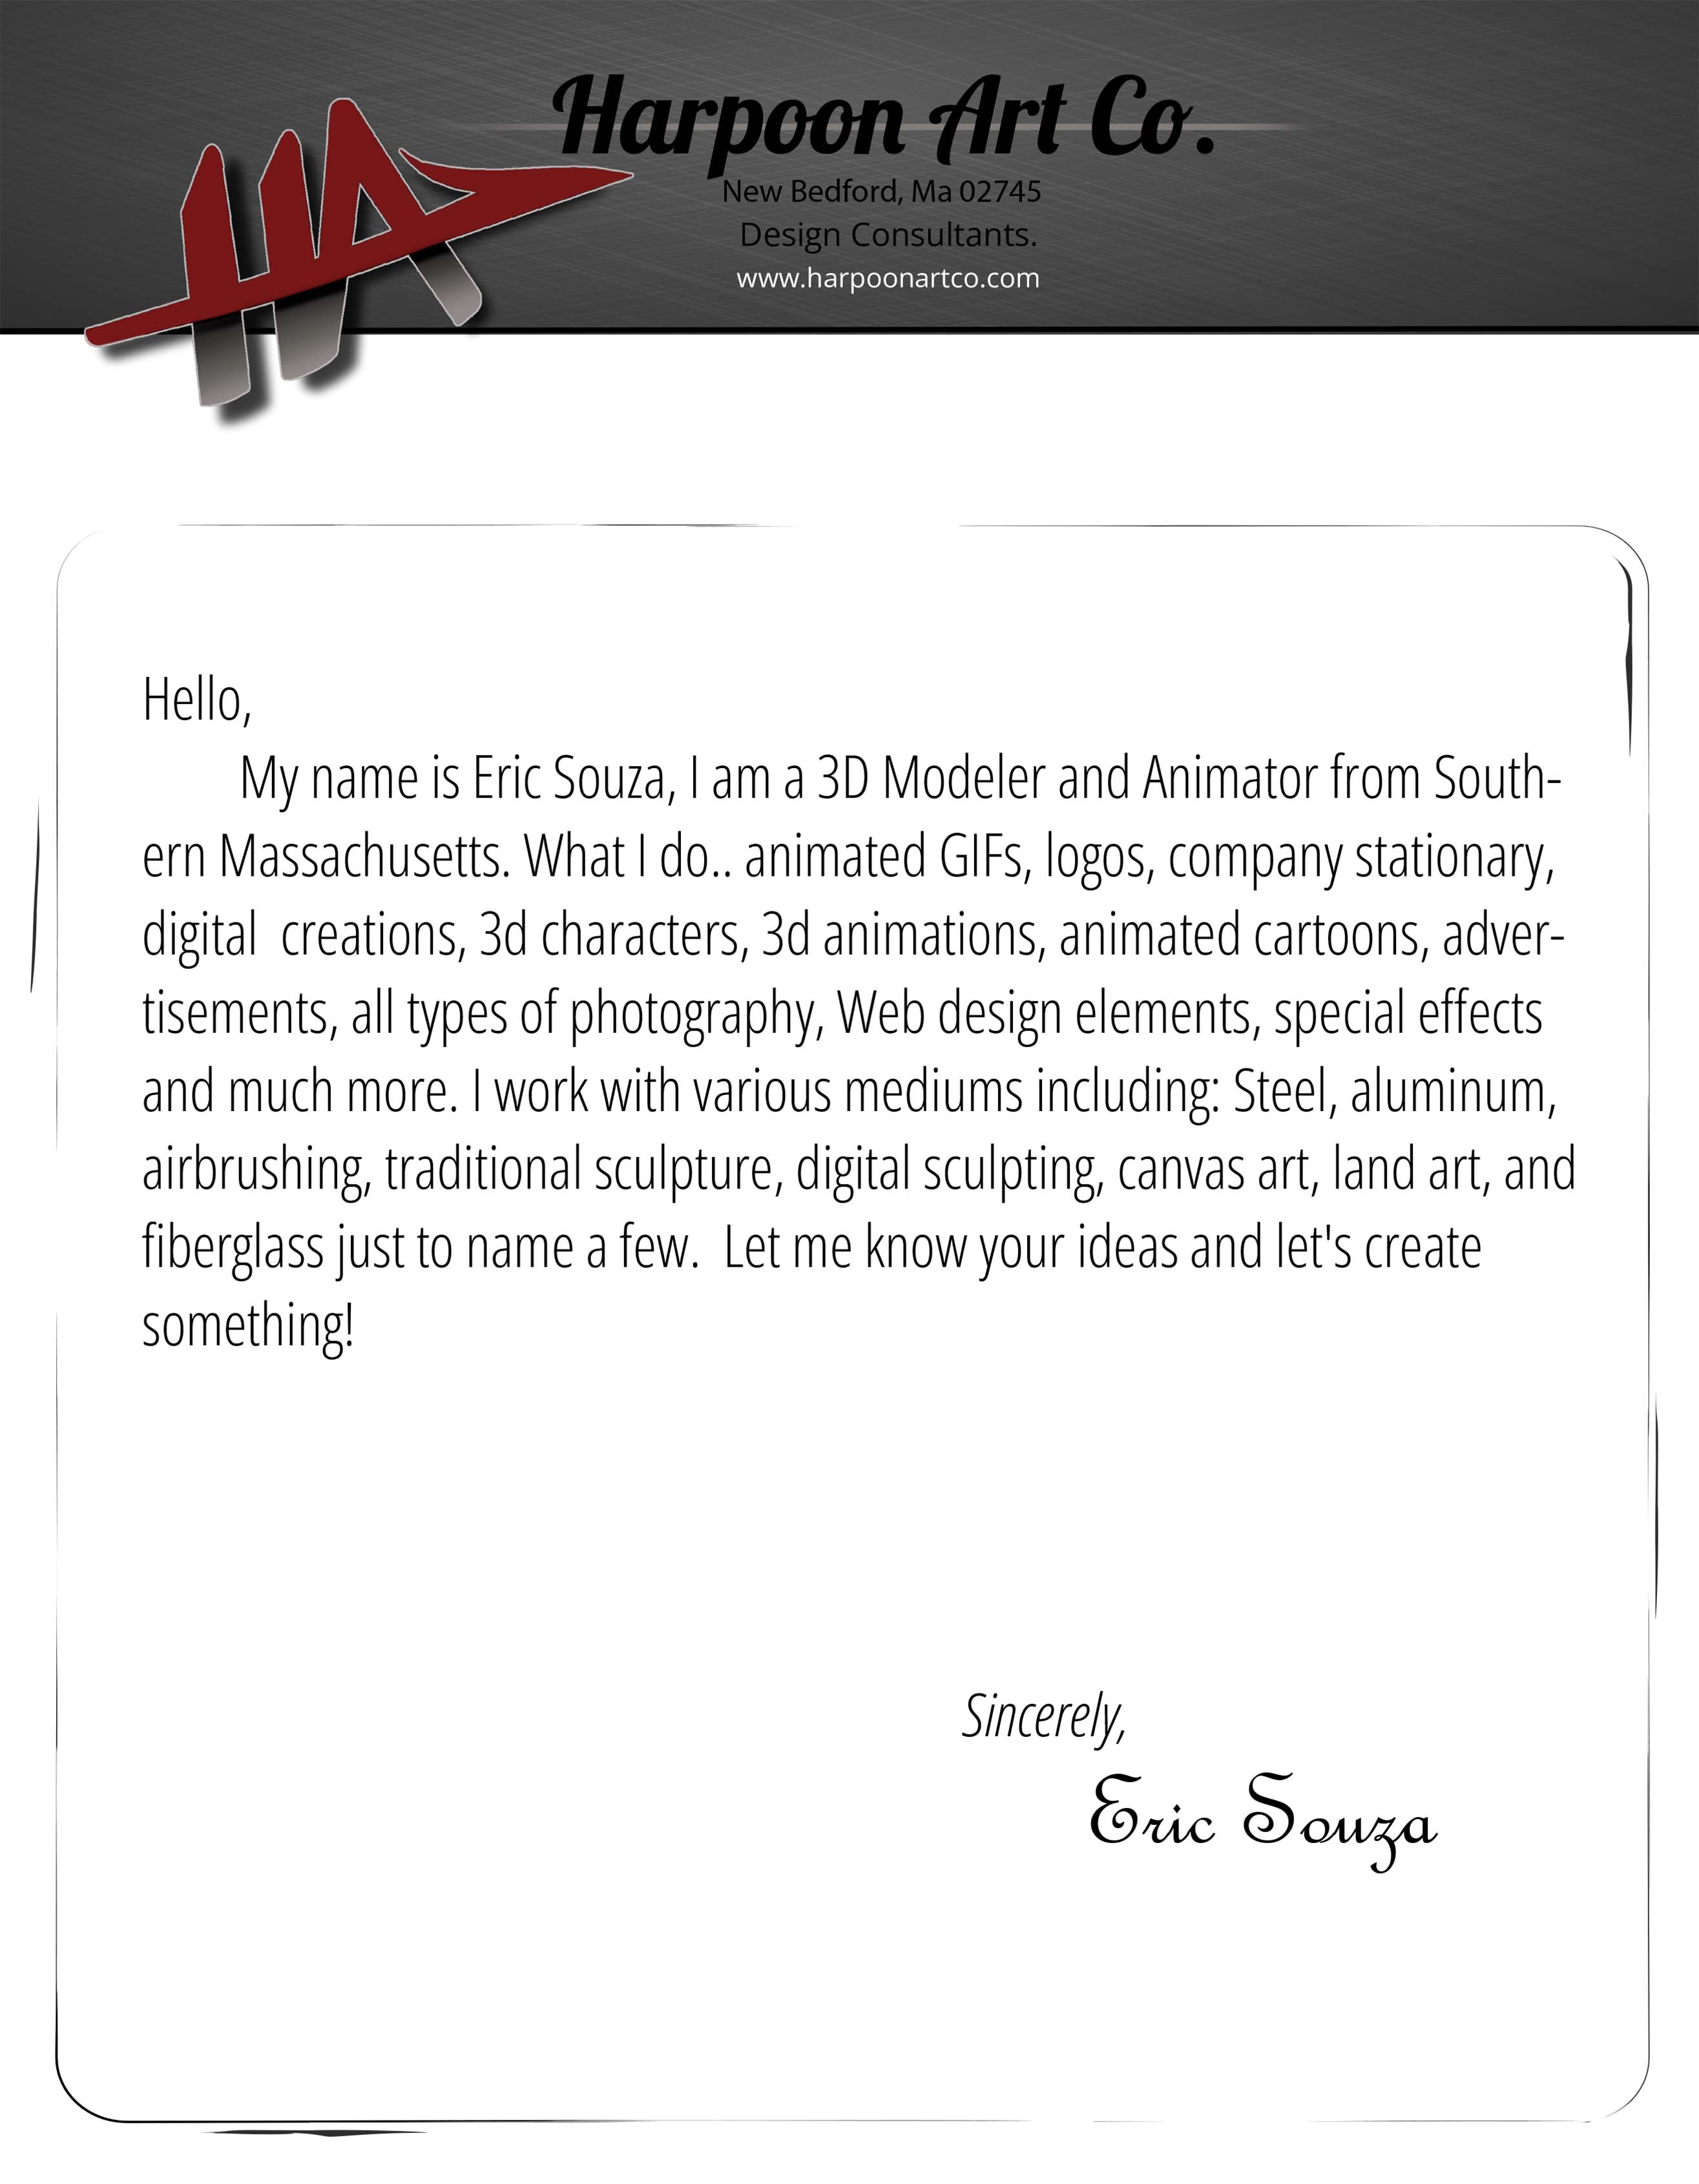 Harpoon Art Co.
New Bedford, Ma 02745
Design Consultants.
www.harpoonartco.com
Hello,
My name is Eric Souza, I am a 3D Modeler and Animator from South-
ern Massachusetts. What I do.. animated GIFs, logos, company stationary,
digital  creations, 3d characters, 3d animations, animated cartoons, adver-
tisements, all types of photography, Web design elements, special effects
and much more. I work with various mediums including: Steel, aluminum,
airbrushing, traditional sculpture, digital sculpting, canvas art, land art, and
fiberglass just to name a few.  Let me know your ideas and let's create
something!
Sincerely,
Eric Souza